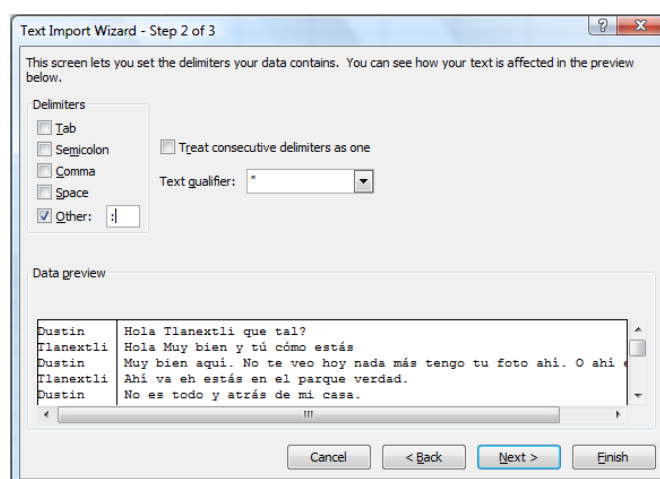 Text Import Wizard - Step 2 of 3
This screen lets you set the delimiters your data contains. You can see how your text is affected in the preview
below.
Delimiters
Tab
Semicolon
Comma
Space
Other: :
Treat consecutive delimiters as one
Text qualifier: "
Data preview
Dustin Hola Tlanextli que tal?
Tlanextli Hola Muy bien y tú cómo estás
Dustin Muy bien aquí. No te veo hoy nada más tengo tu foto ahí. O ahí
Tlanextli Ahí va eh estás en el parque verdad.
Dustin No es todo y atrás de mi casa.
Cancel
< Back
Next >
Finish